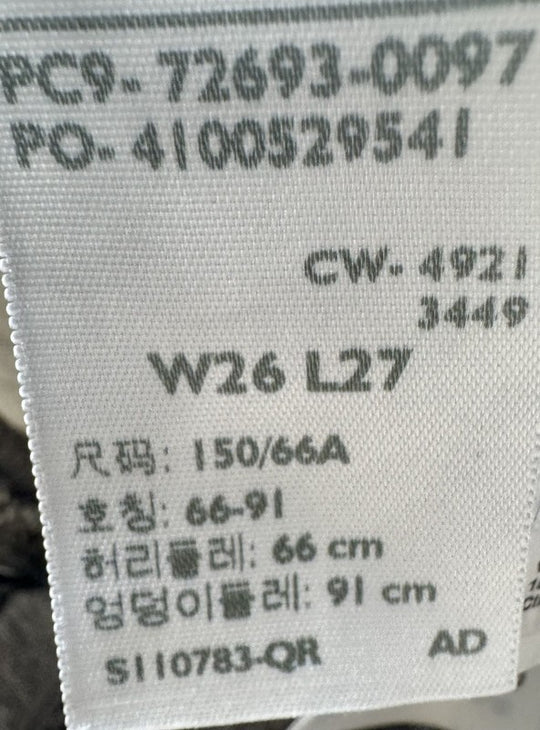 PC9- 72693-0097
PO- 4100529541
CW- 4921
3449
W26 L27
尺码: 150/66A
호칭: 66-91
허리둘레: 66 cm
엉덩이둘레: 91 cm
S110783-QR
AD